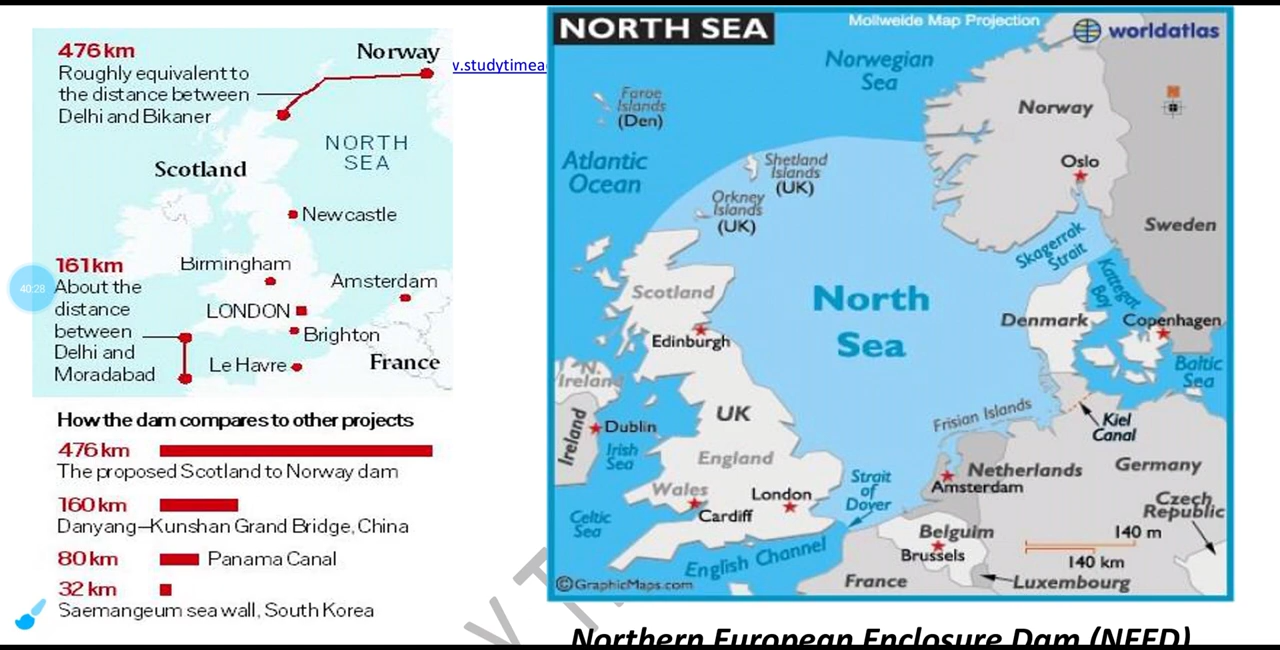 476 km
Roughly equivalent to
the distance between
Delhi and Bikaner
Norway
NORTH
SEA
Scotland
Newcastle
161 km
About the
distance
between
Delhi and
Moradabad
Birmingham
Amsterdam
LONDON
Brighton
Le Havre
France
40:28
How the dam compares to other projects
476 km
The proposed Scotland to Norway dam
160 km
Danyang–Kunshan Grand Bridge, China
80 km Panama Canal
32 km
Saemangeum sea wall, South Korea
v.studytimea
NORTH SEA
Mollweide Map Projection
worldatlas
Norwegian
Sea
Faroe
Islands
(Den)
Norway
N
Atlantic
Ocean
Shetland
Islands
(UK)
Oslo
Orkney
Islands
(UK)
Sweden
Skagerrak
Strait
Kattegat
Bay
Scotland
North
Sea
Denmark
Copenhagen
Edinburgh
Baltic
Sea
N.
Ireland
UK
Frisian Islands
Kiel
Canal
Ireland
Dublin
Irish
Sea
England
Netherlands
Germany
Strait
of
Dover
Amsterdam
Wales
London
Czech
Republic
Cardiff
Celtic
Sea
Belguim
Brussels
140 m
140 km
English Channel
©GraphicMaps.com
France
Luxembourg
Y T
Northern European Enclosure Dam (NEED)